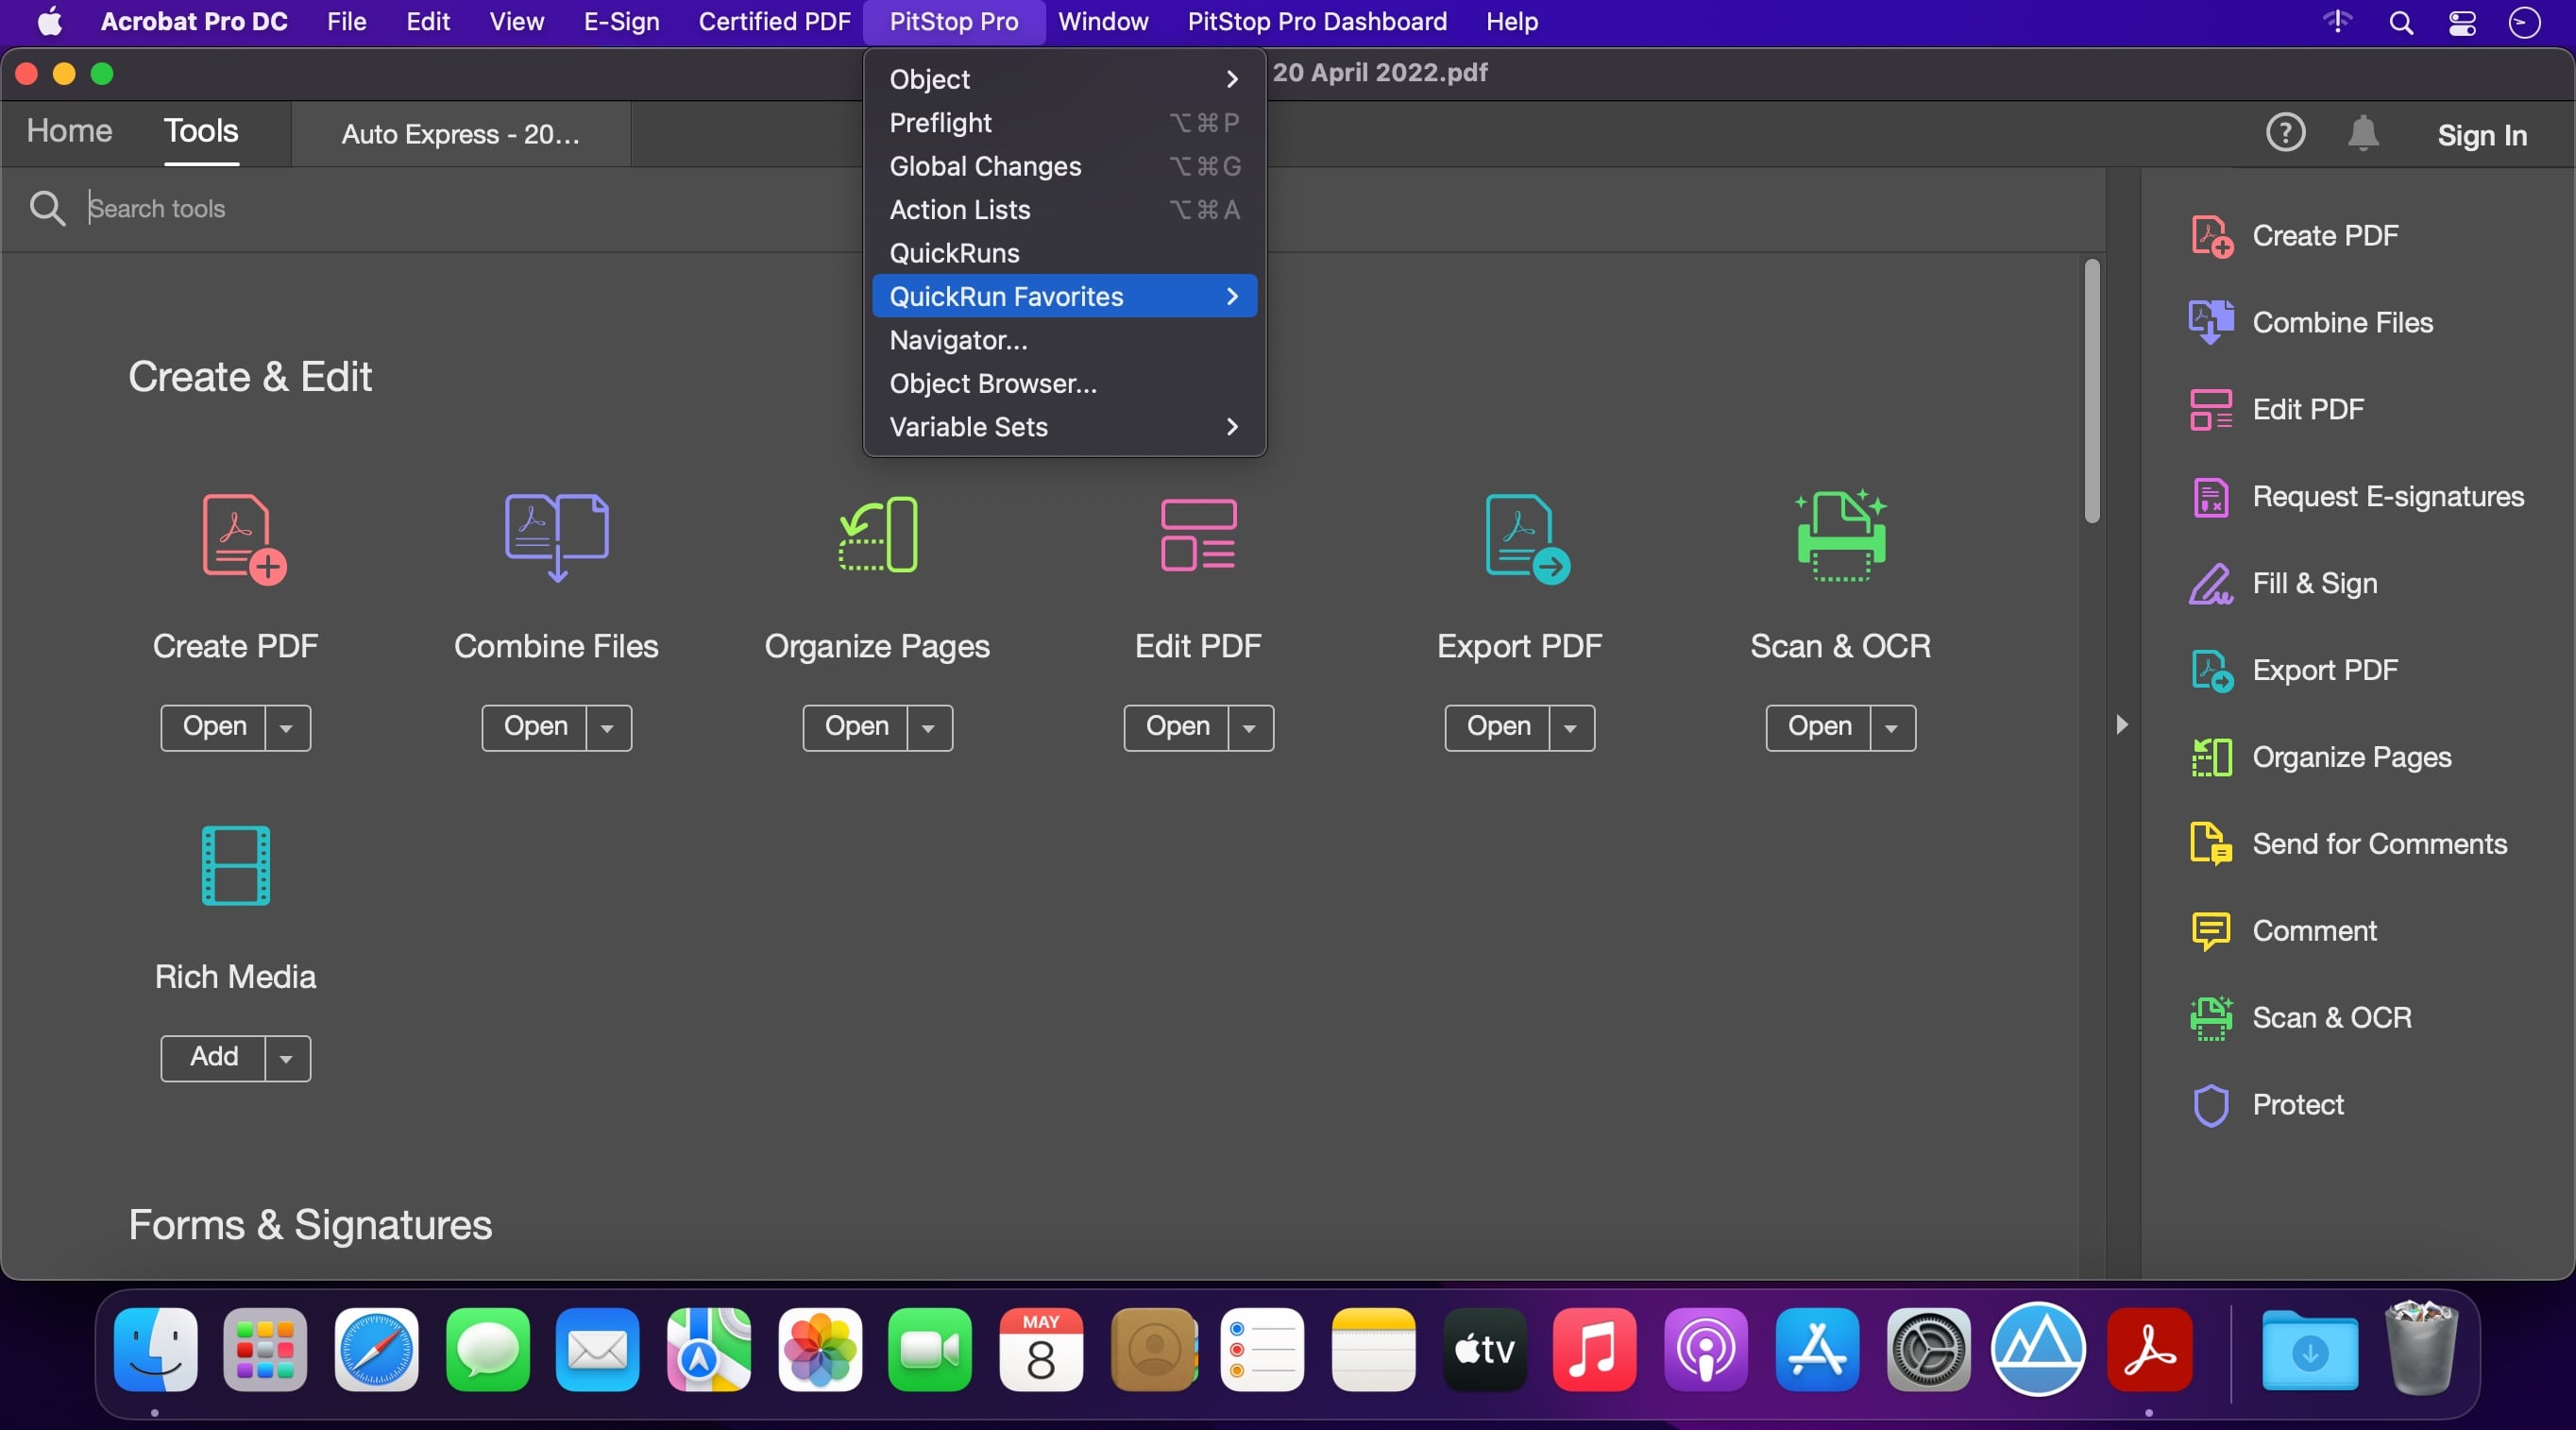 Acrobat Pro DC File Edit View E-Sign Certified PDF PitStop Pro Window PitStop Pro Dashboard Help
20 April 2022.pdf
Home Tools Auto Express - 20... Sign In
Search tools
Object
Preflight ⌥⌘P
Global Changes ⌥⌘G
Action Lists ⌥⌘A
QuickRuns
QuickRun Favorites
Navigator...
Object Browser...
Variable Sets
Create & Edit
Create PDF Combine Files Organize Pages Edit PDF Export PDF Scan & OCR
Open Open Open Open Open Open
Rich Media
Add
Forms & Signatures
Create PDF
Combine Files
Edit PDF
Request E-signatures
Fill & Sign
Export PDF
Organize Pages
Send for Comments
Comment
Scan & OCR
Protect
MAY
8
tv